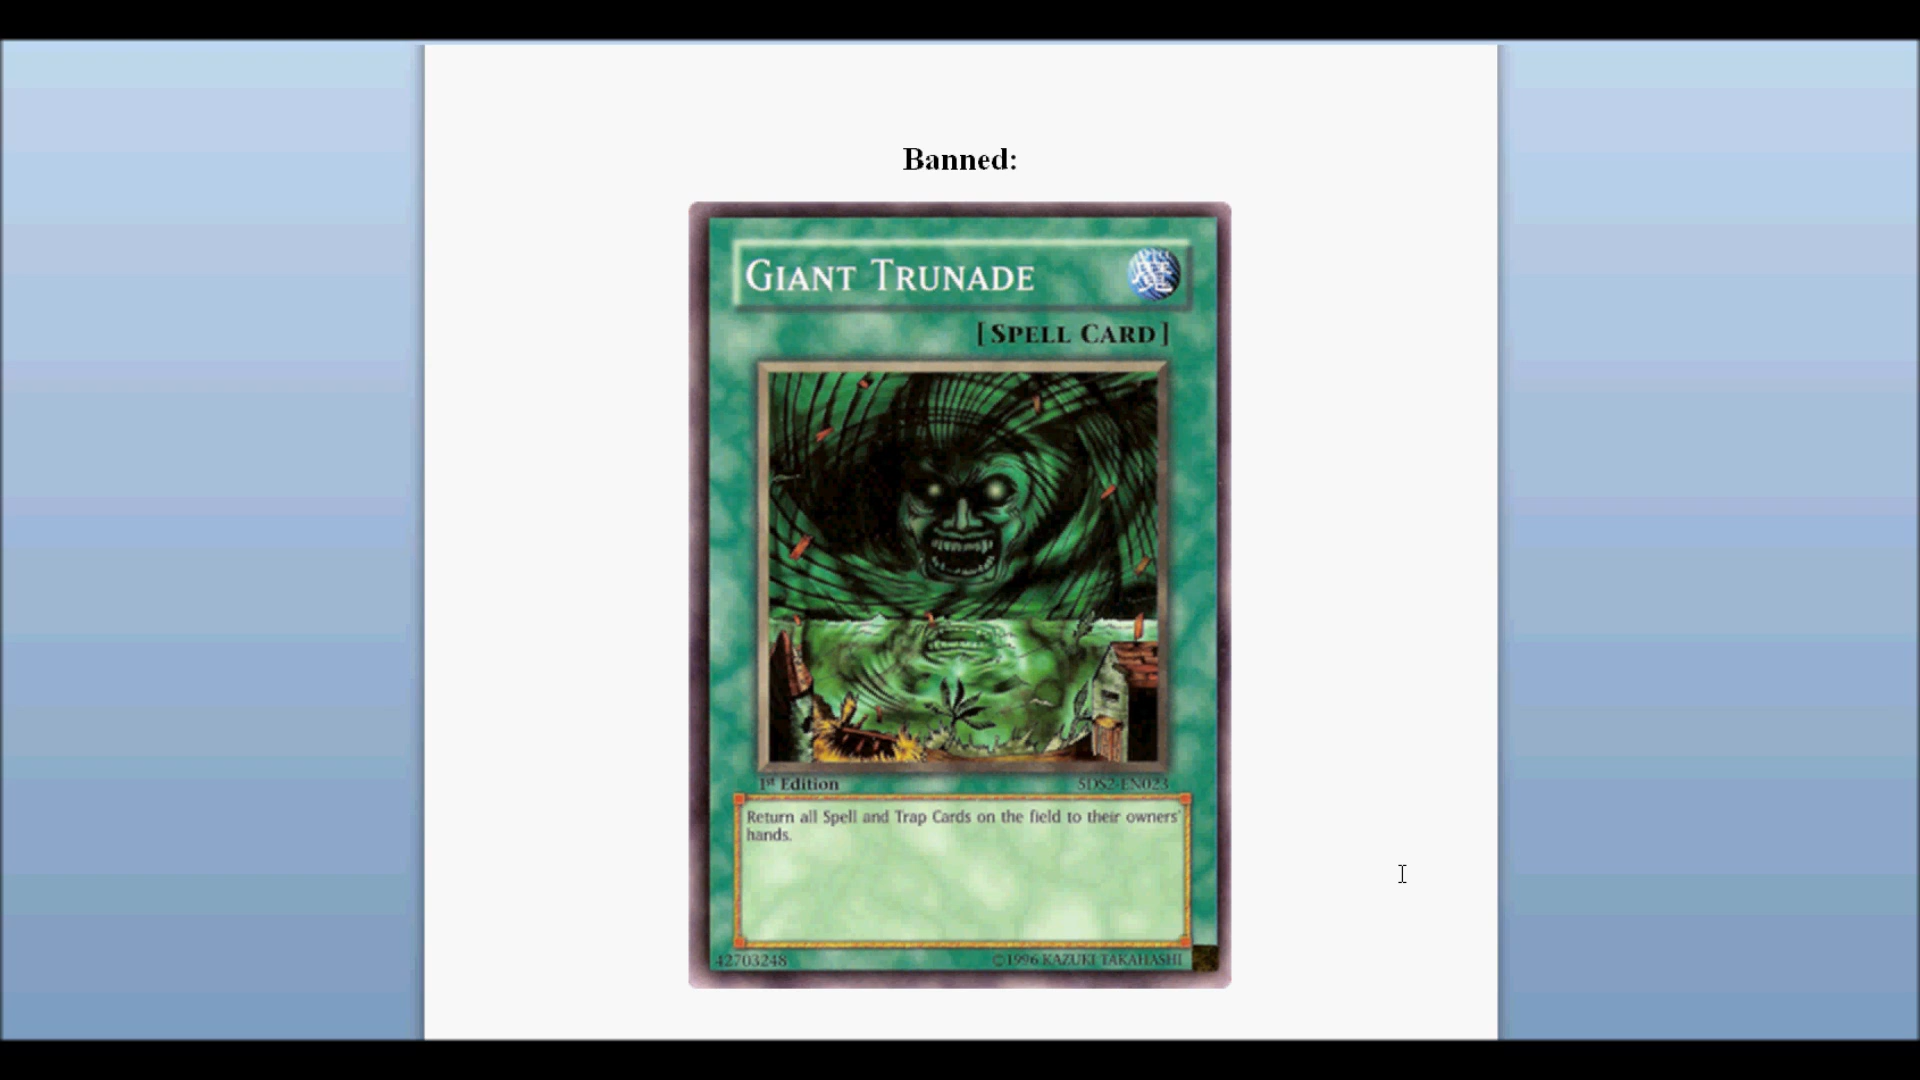 Banned:
GIANT TRUNADE
魔
[ SPELL CARD ]
1st Edition
5DS2-EN023
Return all Spell and Trap Cards on the field to their owners'
hands.
42703248
©1996 KAZUKI TAKAHASHI